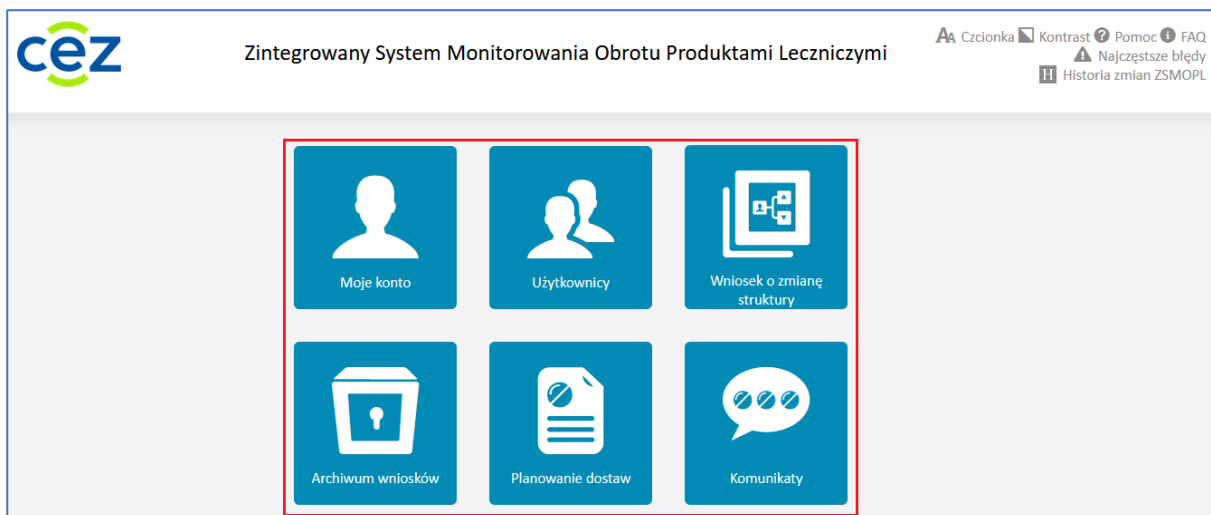 cez
Zintegrowany System Monitorowania Obrotu Produktami Leczniczymi
AA Czcionka Kontrast ? Pomoc i FAQ
Najczęstsze błędy
H Historia zmian ZSMOPL
Moje konto
Użytkownicy
Wniosek o zmianę
struktury
Archiwum wniosków
Planowanie dostaw
Komunikaty